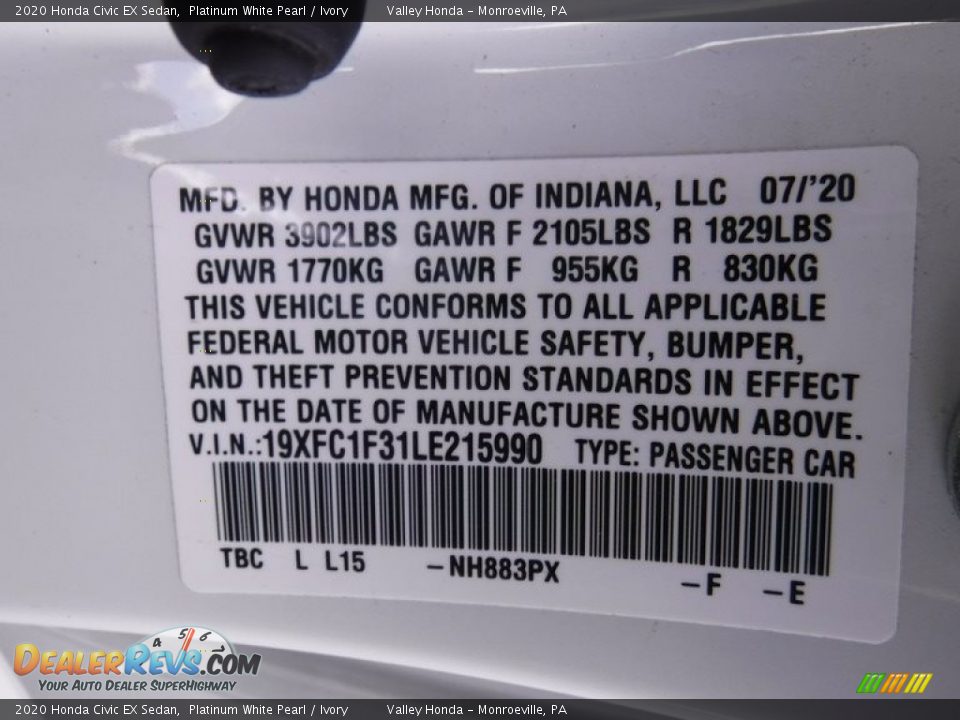 2020 Honda Civic EX Sedan, Platinum White Pearl / Ivory Valley Honda - Monroeville, PA
MFD. BY HONDA MFG. OF INDIANA, LLC 07/'20
GVWR 3902LBS GAWR F 2105LBS R 1829LBS
GVWR 1770KG GAWR F 955KG R 830KG
THIS VEHICLE CONFORMS TO ALL APPLICABLE
FEDERAL MOTOR VEHICLE SAFETY, BUMPER,
AND THEFT PREVENTION STANDARDS IN EFFECT
ON THE DATE OF MANUFACTURE SHOWN ABOVE.
V.I.N.:19XFC1F31LE215990 TYPE: PASSENGER CAR
TBC L L15 -NH883PX -F -E
4 5 6
DEALERREVS.COM
YOUR AUTO DEALER SUPERHIGHWAY
2020 Honda Civic EX Sedan, Platinum White Pearl / Ivory Valley Honda - Monroeville, PA